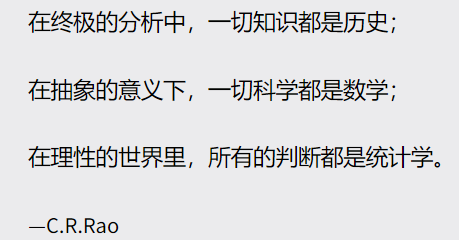 在终极的分析中，一切知识都是历史；
在抽象的意义下，一切科学都是数学；
在理性的世界里，所有的判断都是统计学。
—C.R.Rao